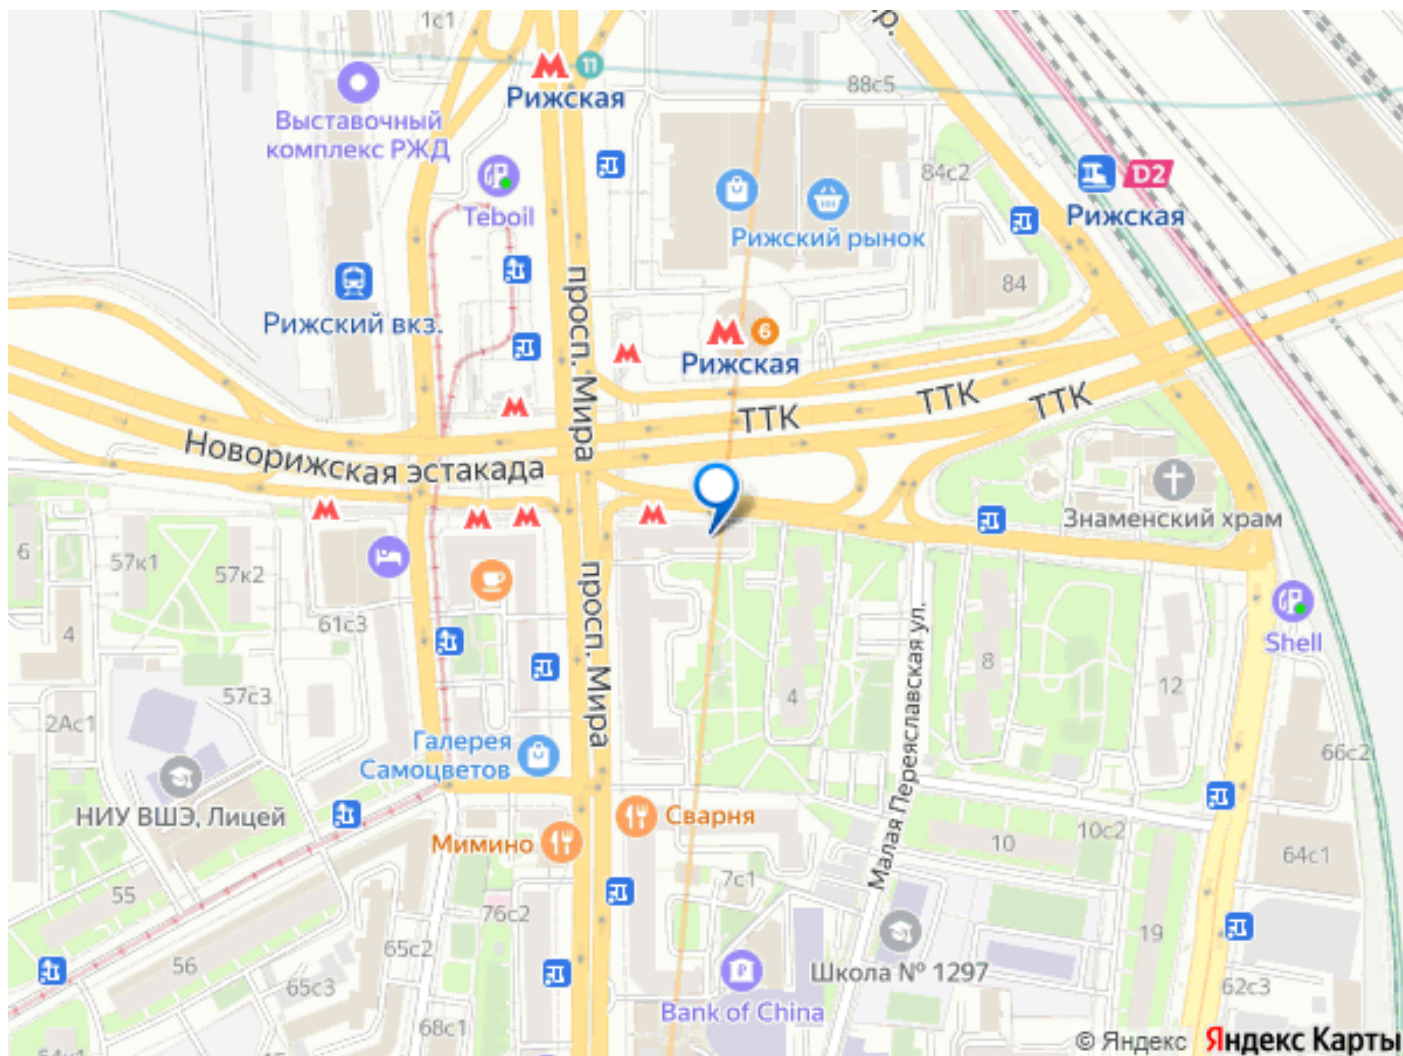 1с1
р.
М 11
Рижская
88с5
Выставочный
комплекс РЖД
84с2
D2
Teboil
Рижская
Рижский рынок
просп. Мира
84
Рижский вкз.
М 6
Рижская
М
М
ТТК
ТТК
ТТК
Новорижская эстакада
М
М
М
М
Знаменский храм
6
57к1
57к2
просп. Мира
Малая Переяславская ул.
4
61с3
Shell
8
12
4
57с3
2Ас1
Галерея
Самоцветов
66с2
НИУ ВШЭ, Лицей
Сварня
Мимино
10
10с2
64с1
55
7с1
76с2
19
65с2
56
Школа № 1297
65с3
62с3
Bank of China
68с1
© Яндекс Яндекс Карты